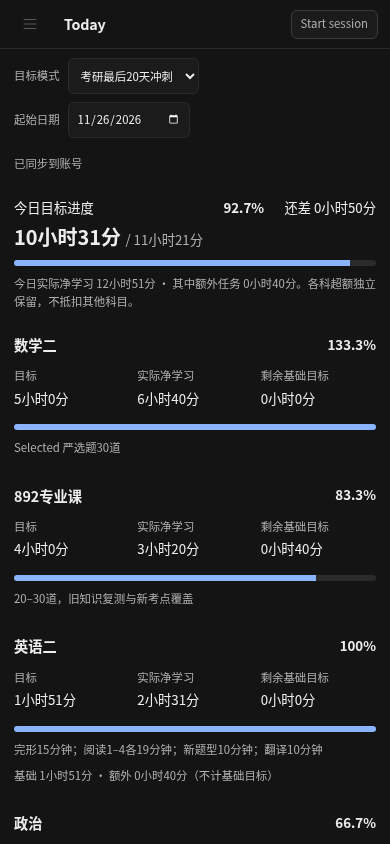 Today
Start session
目标模式 考研最后20天冲刺
起始日期 11/26/2026
已同步到账号
今日目标进度 92.7% 还差 0小时50分
10小时31分 / 11小时21分
今日实际净学习 12小时51分 · 其中额外任务 0小时40分。各科超额独立
保留，不抵扣其他科目。
数学二 133.3%
目标 实际净学习 剩余基础目标
5小时0分 6小时40分 0小时0分
Selected 严选题30道
892专业课 83.3%
目标 实际净学习 剩余基础目标
4小时0分 3小时20分 0小时40分
20–30道，旧知识复测与新考点覆盖
英语二 100%
目标 实际净学习 剩余基础目标
1小时51分 2小时31分 0小时0分
完形15分钟；阅读1–4各19分钟；新题型10分钟；翻译10分钟
基础 1小时51分 · 额外 0小时40分（不计基础目标）
政治 66.7%